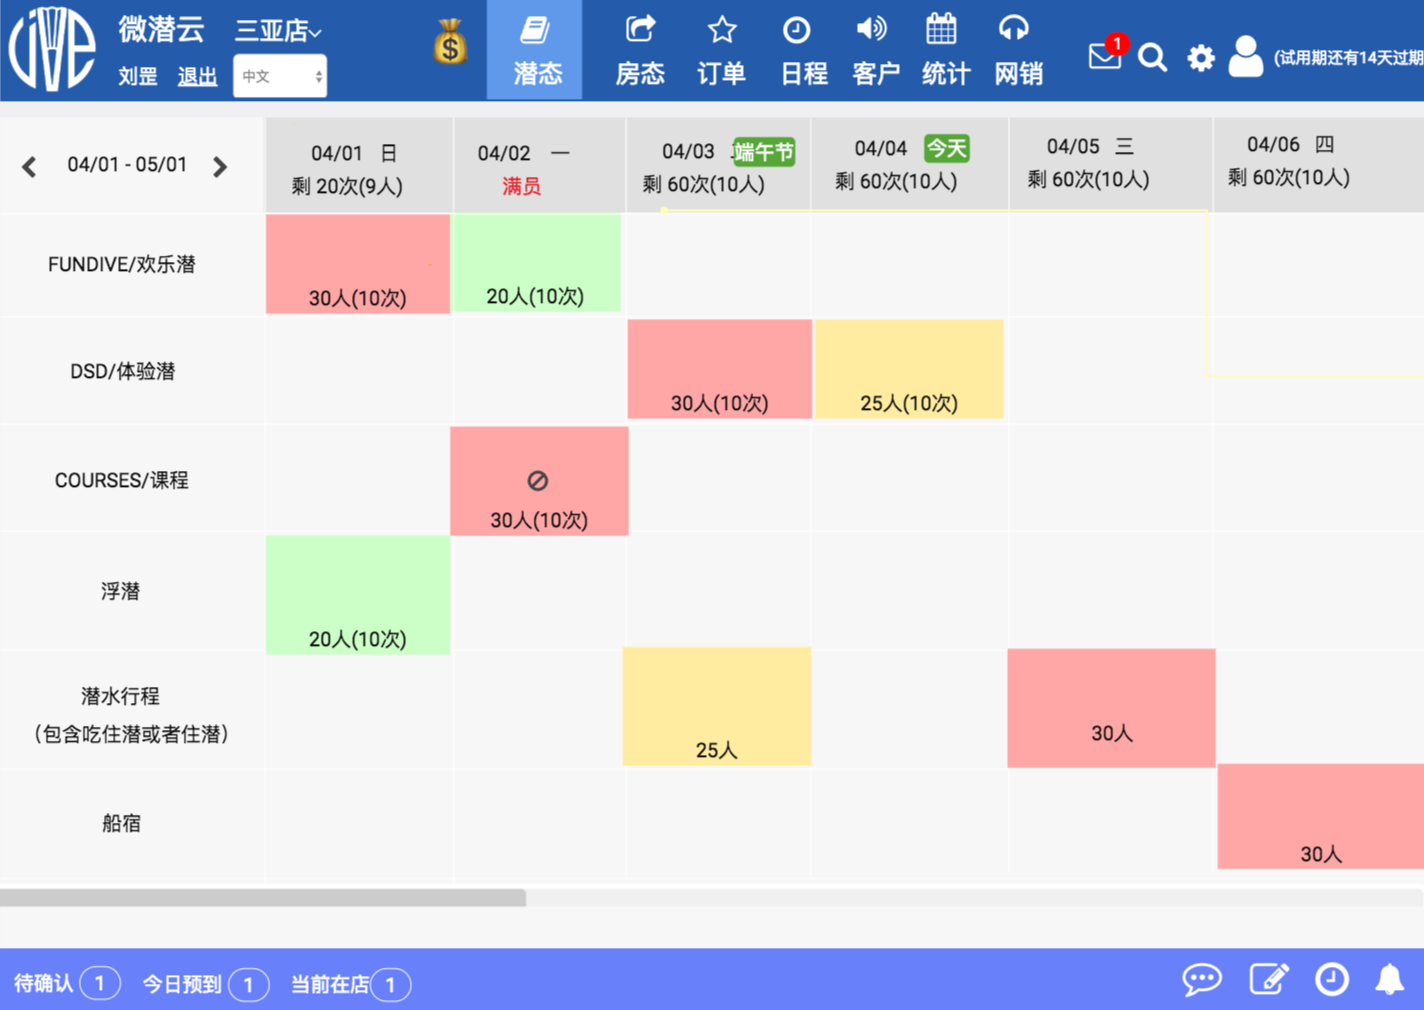 微潜云 三亚店
刘罡 退出 中文
潜态 房态 订单 日程 客户 统计 网销
1
(试用期还有14天过期
04/01 - 05/01
04/01 日
剩 20次(9人)
04/02 一
满员
04/03 端午节
剩 60次(10人)
04/04 今天
剩 60次(10人)
04/05 三
剩 60次(10人)
04/06 四
剩 60次(10人)
FUNDIVE/欢乐潜
30人(10次) 20人(10次)
DSD/体验潜
30人(10次) 25人(10次)
COURSES/课程
30人(10次)
浮潜
20人(10次)
潜水行程
(包含吃住潜或者住潜)
25人 30人
船宿
30人
待确认 1 今日预到 1 当前在店 1